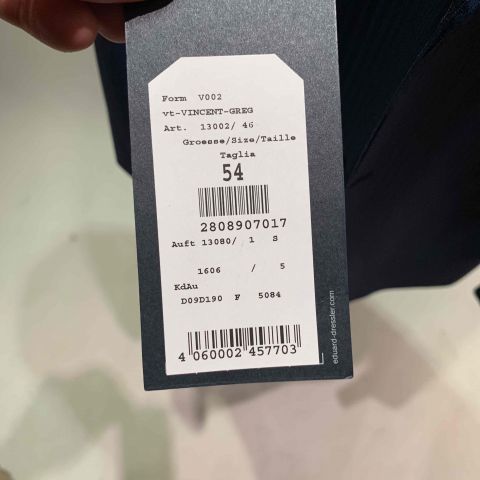 Form V002
vt-VINCENT-GREG
Art. 13002/ 46
Groesse/Size/Taille
Taglia
54
2808907017
Auft 13080/ 1 S
1606 / 5
KdAu
D09D190 F 5084
4 060002 457703
eduard-dressler.com